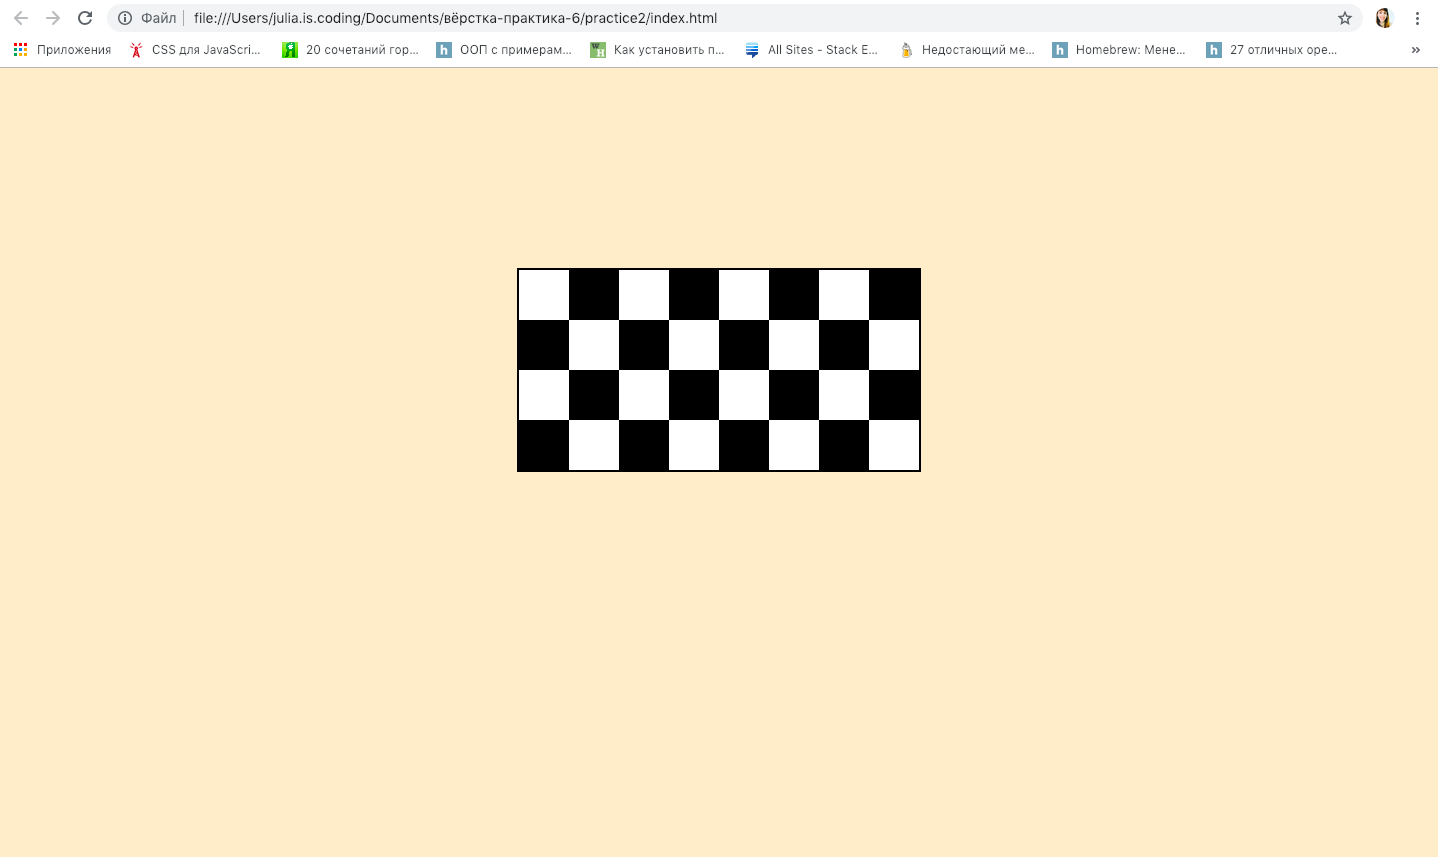 Файл file:///Users/julia.is.coding/Documents/вёрстка-практика-6/practice2/index.html
Приложения CSS для JavaScri... 20 сочетаний гор... h ООП с примерам... W H Как установить п... All Sites - Stack E... Недостающий ме... h Homebrew: Мене... h 27 отличных оре... »